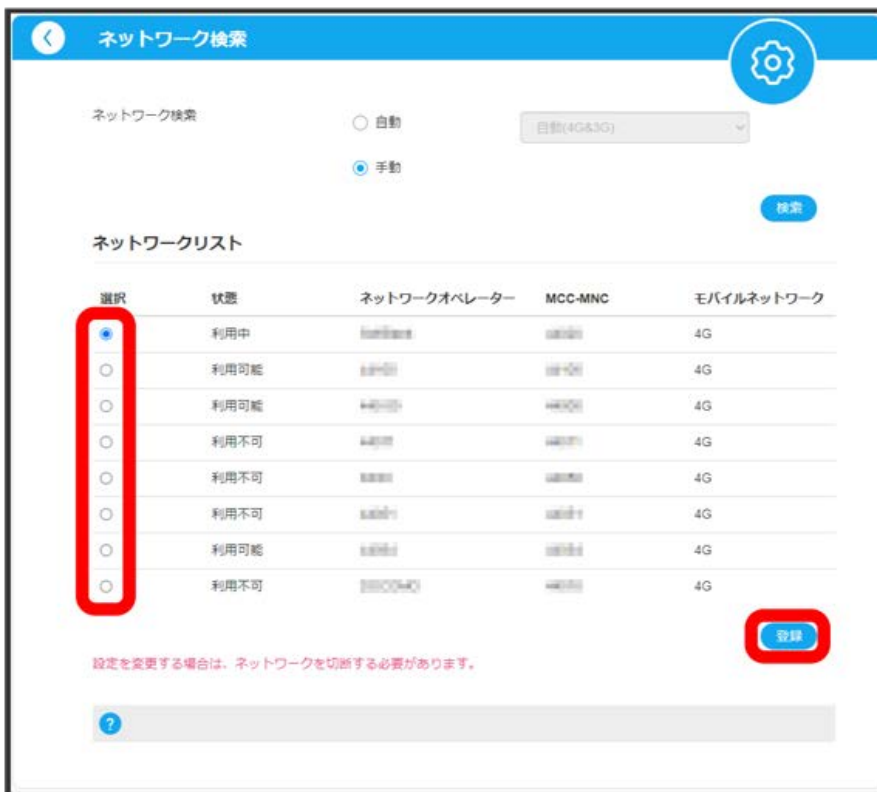 ネットワーク検索
ネットワーク検索
自動
自動(4G&3G)
手動
検索
ネットワークリスト
選択 状態 ネットワークオペレーター MCC-MNC モバイルネットワーク
利用中 4G
利用可能 4G
利用可能 4G
利用不可 4G
利用不可 4G
利用不可 4G
利用可能 4G
利用不可 4G
登録
設定を変更する場合は、ネットワークを切断する必要があります。
?